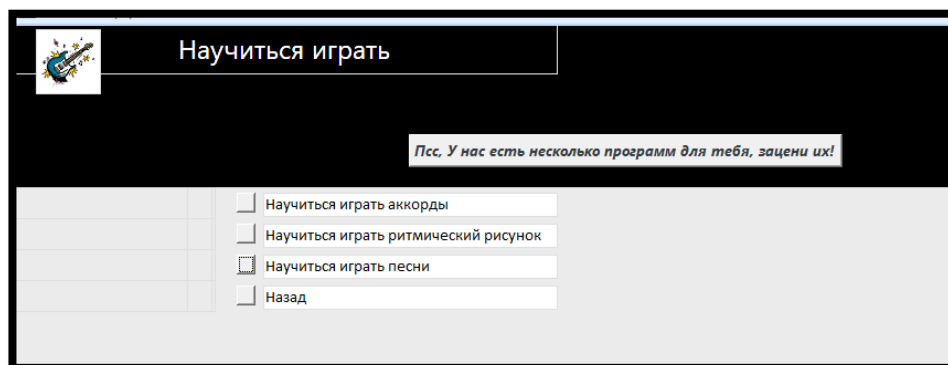 Научиться играть
Псс, У нас есть несколько программ для тебя, зацени их!
Научиться играть аккорды
Научиться играть ритмический рисунок
Научиться играть песни
Назад